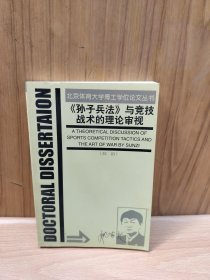 北京体育大学博士学位论文丛书
《孙子兵法》与竞技
战术的理论审视
A THEORETICAL DISCUSSION OF
SPORTS COMPETITION TACTICS AND
THE ART OF WAR BY SUNZI
DOCTORAL DISSERTAION